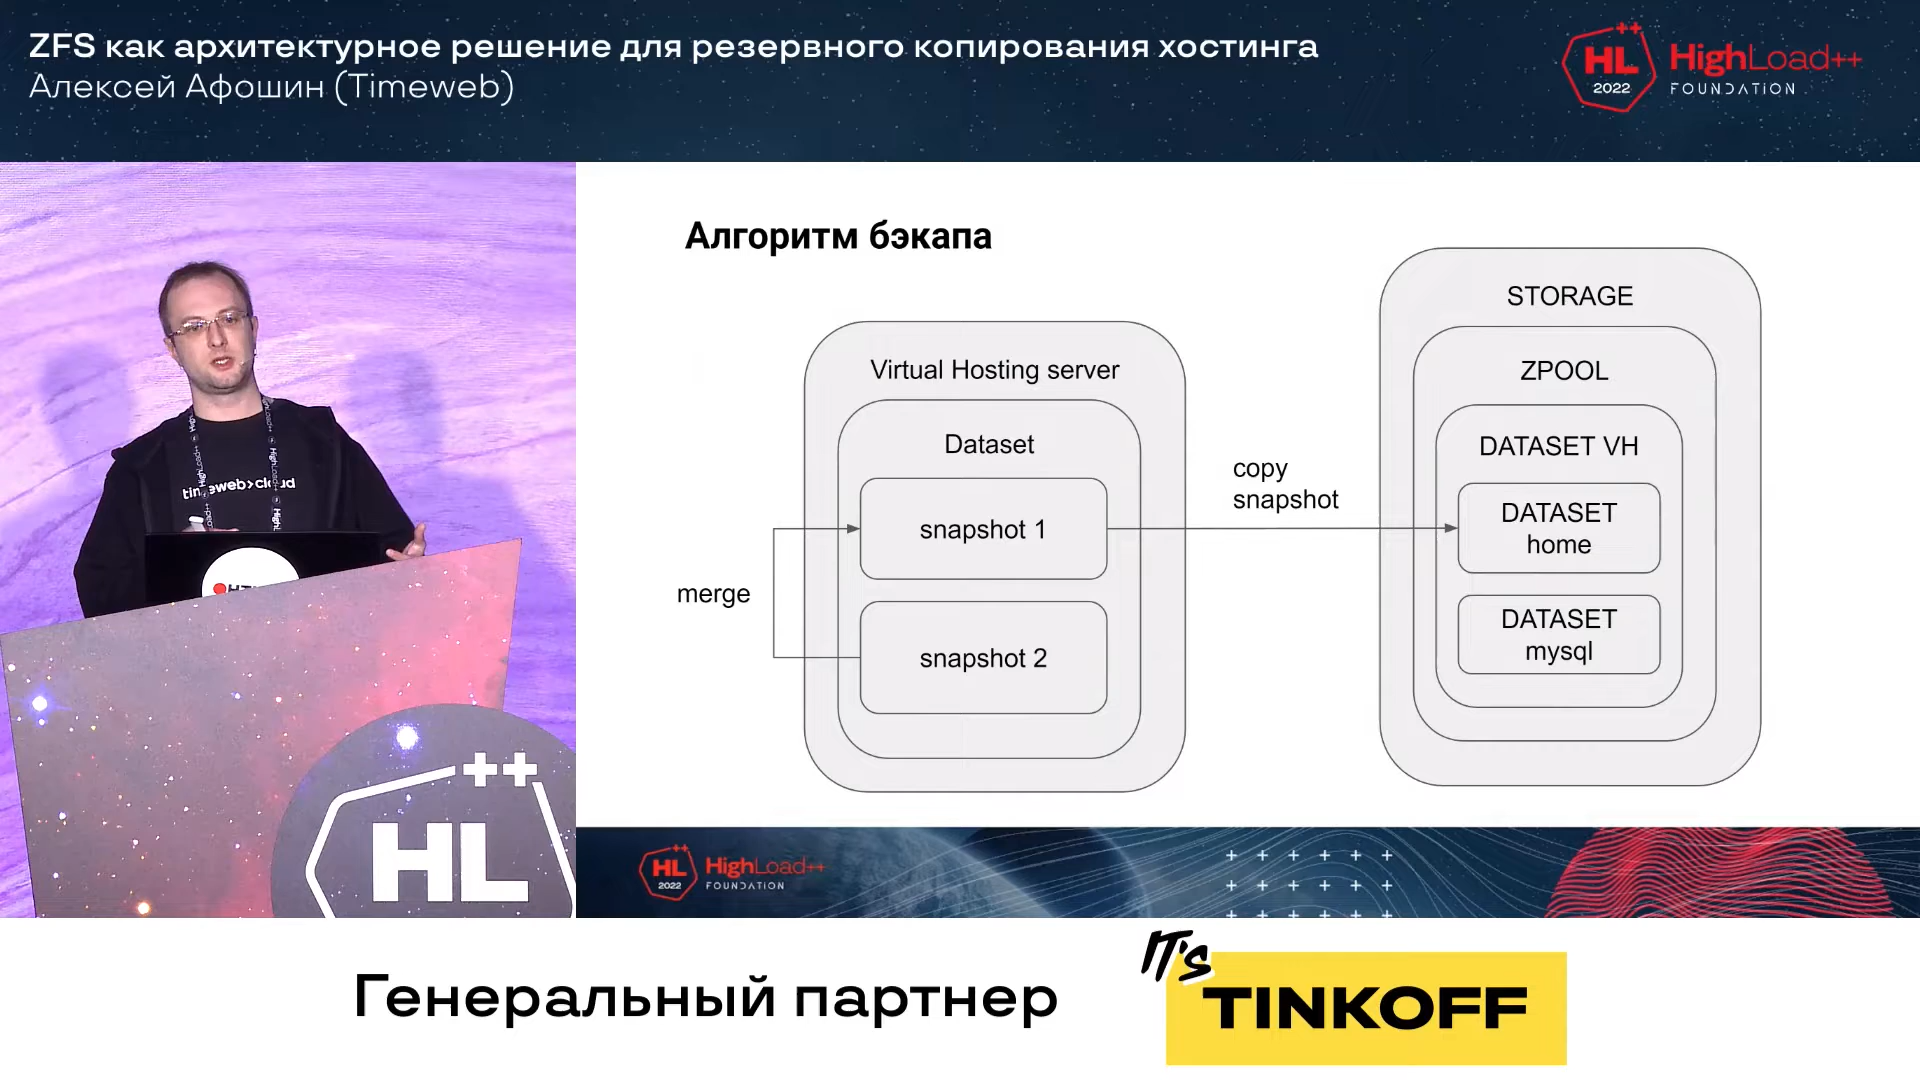 ZFS как архитектурное решение для резервного копирования хостинга
Алексей Афошин (Timeweb)
++
HL
2022
HighLoad++
FOUNDATION
Алгоритм бэкапа
STORAGE
ZPOOL
Virtual Hosting server
DATASET VH
Dataset
copy
snapshot
DATASET
home
snapshot 1
merge
DATASET
mysql
snapshot 2
timeweb>cloud
++
HL
++
HL
2022
HighLoad++
FOUNDATION
Генеральный партнер
IT's
TINKOFF